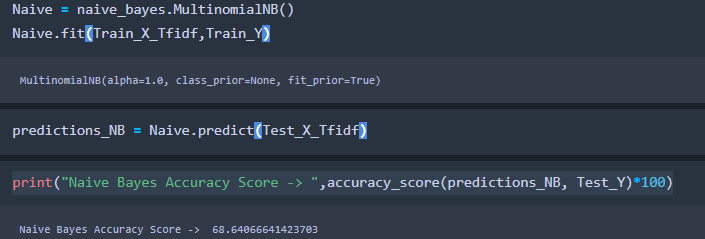 Naive = naive_bayes.MultinomialNB()
Naive.fit(Train_X_Tfidf,Train_Y)
MultinomialNB(alpha=1.0, class_prior=None, fit_prior=True)
predictions_NB = Naive.predict(Test_X_Tfidf)
print("Naive Bayes Accuracy Score -> ",accuracy_score(predictions_NB, Test_Y)*100)
Naive Bayes Accuracy Score ->  68.64066641423703